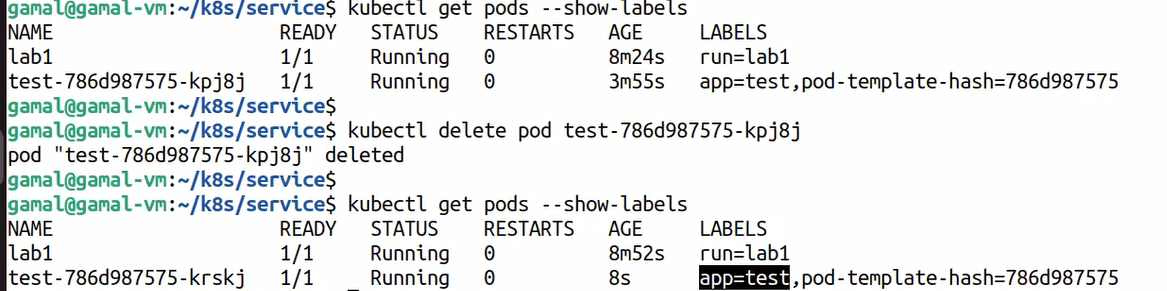 gamal@gamal-vm:~/k8s/service$ kubectl get pods --show-labels
NAME READY STATUS RESTARTS AGE LABELS
lab1 1/1 Running 0 8m24s run=lab1
test-786d987575-kpj8j 1/1 Running 0 3m55s app=test,pod-template-hash=786d987575
gamal@gamal-vm:~/k8s/service$
gamal@gamal-vm:~/k8s/service$ kubectl delete pod test-786d987575-kpj8j
pod "test-786d987575-kpj8j" deleted
gamal@gamal-vm:~/k8s/service$
gamal@gamal-vm:~/k8s/service$ kubectl get pods --show-labels
NAME READY STATUS RESTARTS AGE LABELS
lab1 1/1 Running 0 8m52s run=lab1
test-786d987575-krskj 1/1 Running 0 8s app=test,pod-template-hash=786d987575